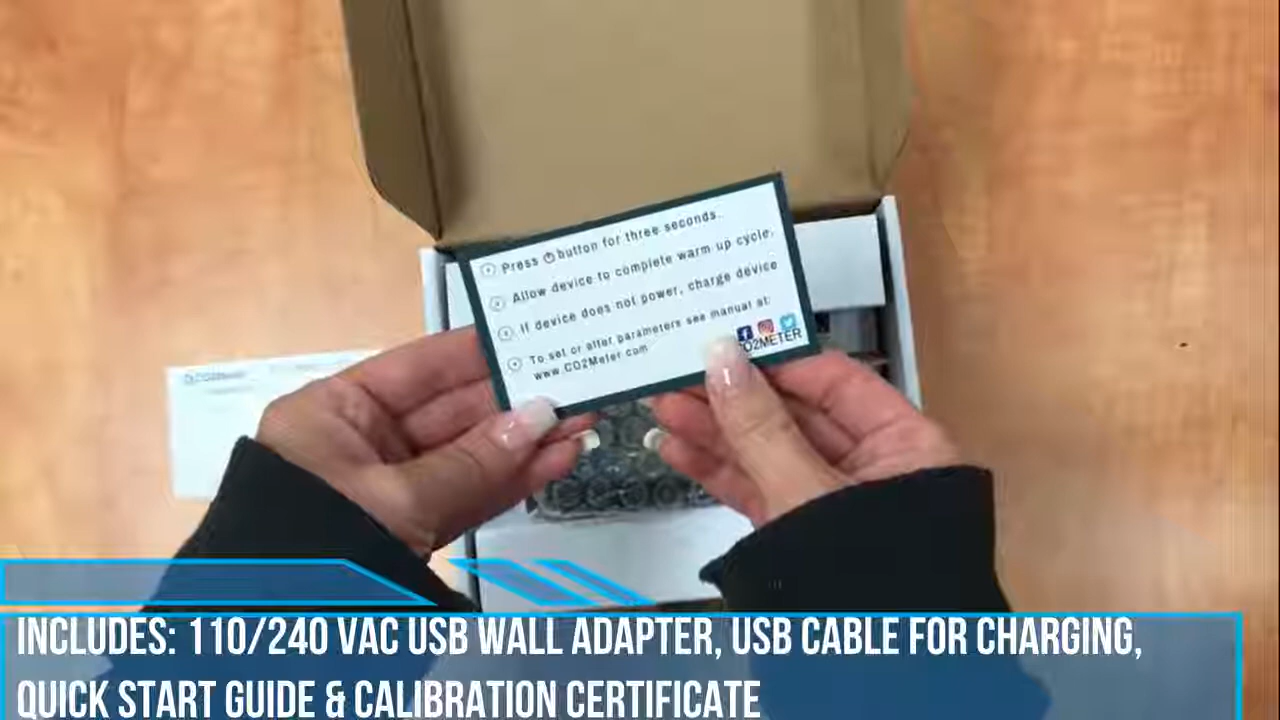 Press button for three seconds.
Allow device to complete warm up cycle.
If device does not power, charge device
To set or alter parameters see manual at:
www.CO2Meter.com
CO2METER
INCLUDES: 110/240 VAC USB WALL ADAPTER, USB CABLE FOR CHARGING,
QUICK START GUIDE & CALIBRATION CERTIFICATE